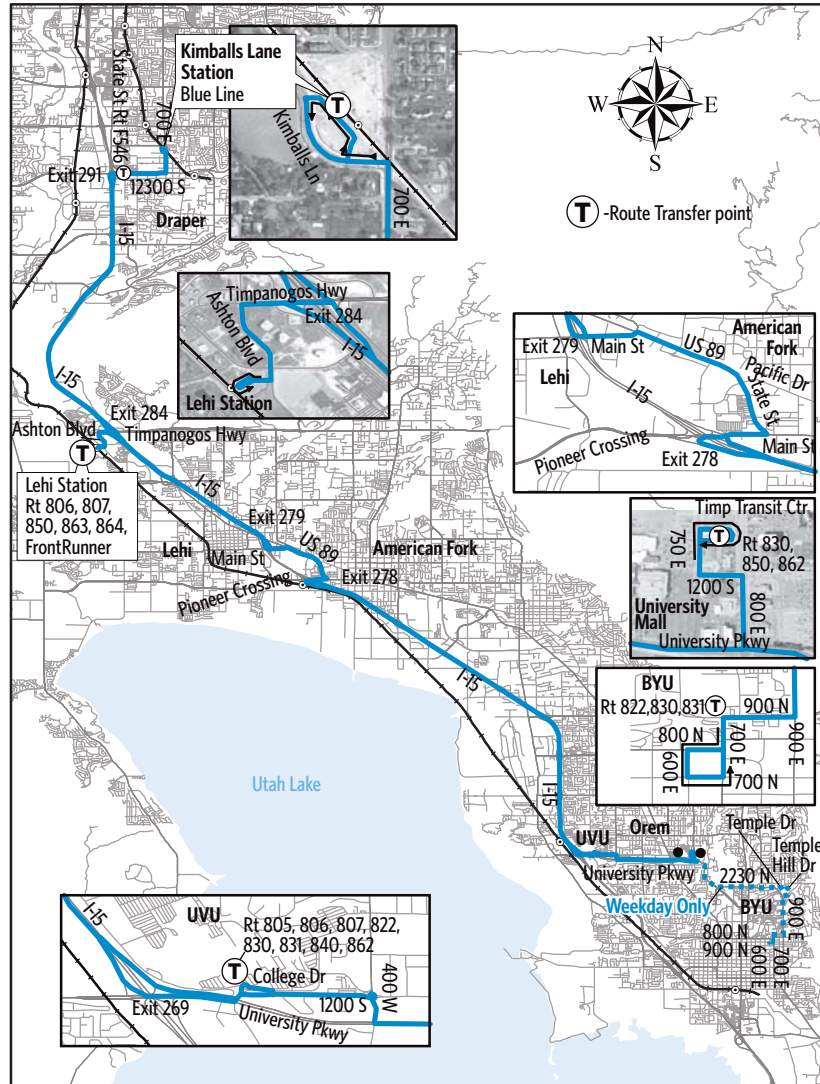 Kimballs Lane
Station
Blue Line
State St Rt F546
700 E
Exit 291
12300 S
Draper
I-15
Kimballs Ln
700 E
N
W
E
S
T
T -Route Transfer point
Timpanogos Hwy
Exit 284
Ashton Blvd
I-15
Lehi Station
American
Fork
US 89
Exit 279
Main St
Pacific Dr
Lehi
I-15
State St
Pioneer Crossing
Main St
Exit 278
I-15
Exit 284
Ashton Blvd
Timpanogos Hwy
T
Lehi Station
Rt 806, 807,
850, 863, 864,
FrontRunner
I-15
Exit 279
Lehi
Main St
US 89
American Fork
Pioneer Crossing
Exit 278
Timp Transit Ctr
T
750 E
Rt 830,
850, 862
1200 S
800 E
University
Mall
University Pkwy
I-15
BYU
Rt 822,830,831 T
900 N
800 N
700 E
900 E
600 E
700 N
Utah Lake
I-15
Orem
UVU
University Pkwy
Temple Dr
Temple
Hill Dr
2230 N
Weekday Only
BYU
900 E
800 N
900 N
600 E
700 E
I-15
UVU
Rt 805, 806, 807, 822,
830, 831, 840, 862
T
College Dr
400 W
Exit 269
1200 S
University Pkwy